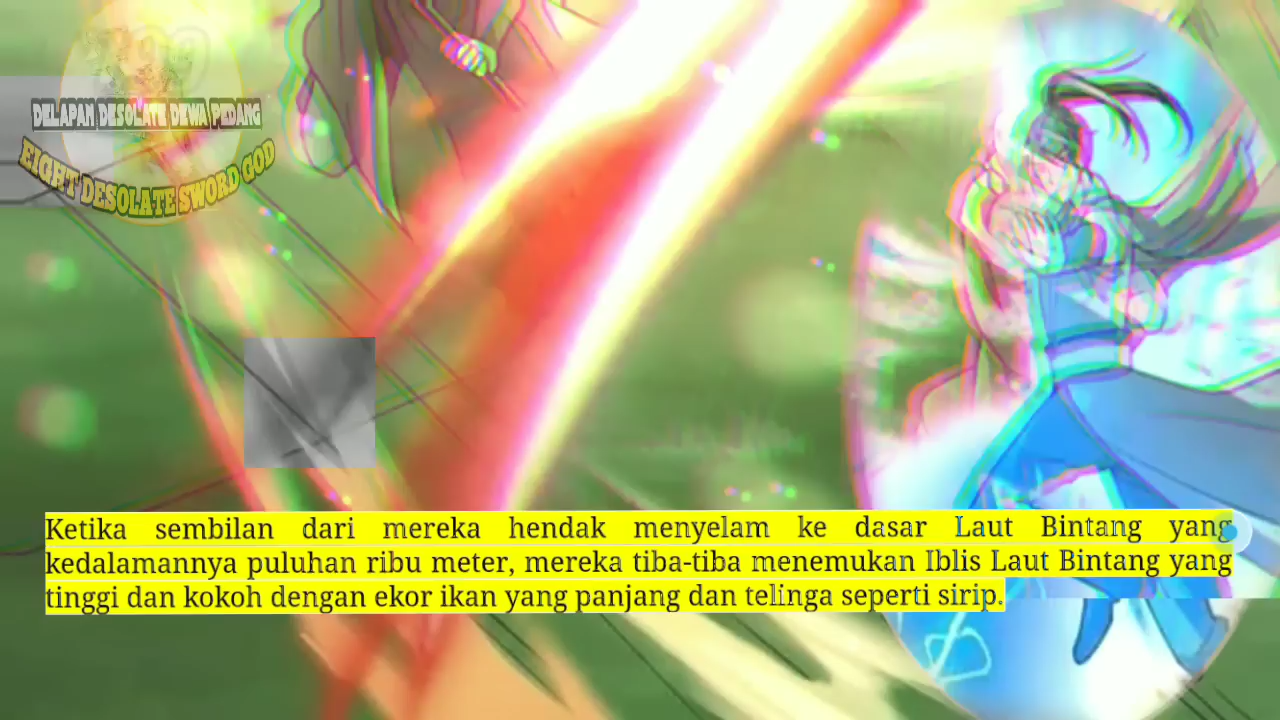 DELAPAN DESOLATE DEWA PEDANG
EIGHT DESOLATE SWORD GOD
Ketika sembilan dari mereka hendak menyelam ke dasar Laut Bintang yang
kedalamannya puluhan ribu meter, mereka tiba-tiba menemukan Iblis Laut Bintang yang
tinggi dan kokoh dengan ekor ikan yang panjang dan telinga seperti sirip.